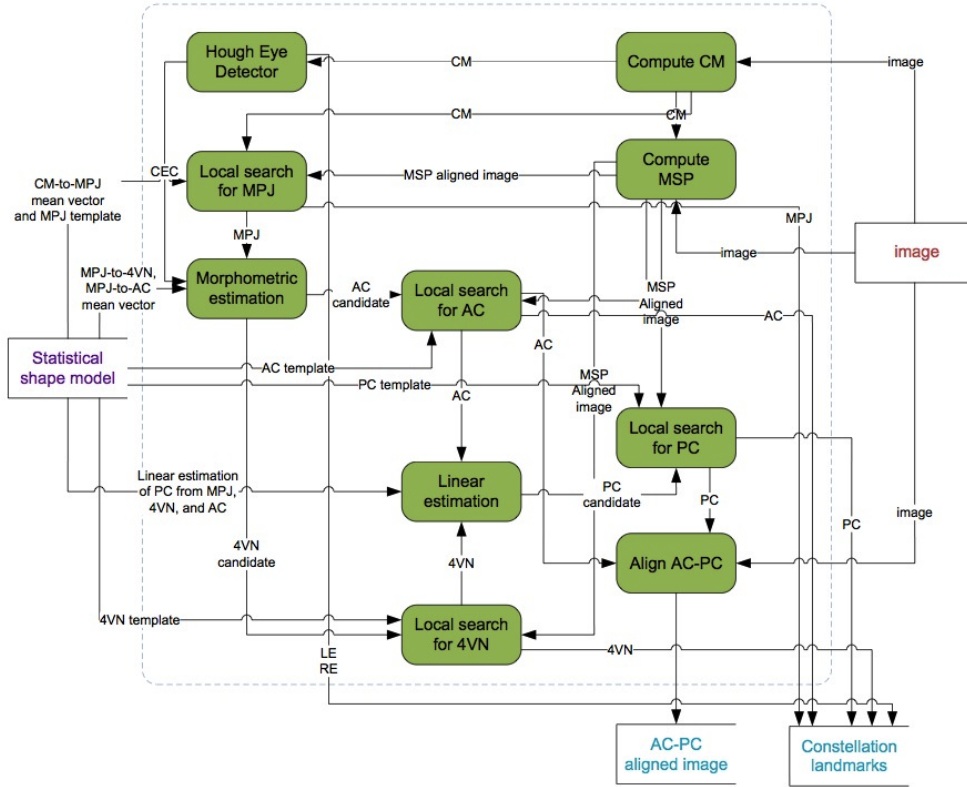 Hough Eye
Detector
CM
Compute CM
image
CM
CM
CEC
Local search
for MPJ
MSP aligned image
Compute
MSP
CM-to-MPJ
mean vector
and MPJ template
MPJ
MPJ
image
image
MPJ-to-4VN,
MPJ-to-AC
mean vector
Morphometric
estimation
AC
candidate
Local search
for AC
MSP
Aligned
image
AC
AC
Statistical
shape model
AC template
PC template
AC
MSP
Aligned
image
Local search
for PC
Linear estimation
of PC from MPJ,
4VN, and AC
Linear
estimation
PC
candidate
PC
PC
image
4VN
candidate
4VN
Align AC-PC
4VN template
Local search
for 4VN
4VN
LE
RE
AC-PC
aligned image
Constellation
landmarks